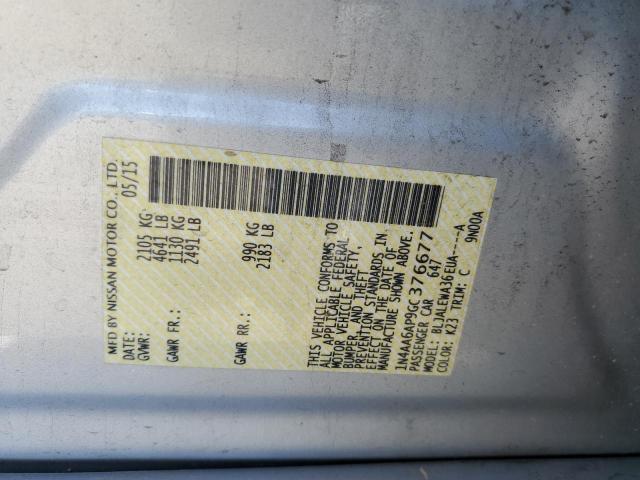 MFD BY NISSAN MOTOR CO., LTD.
DATE: 05/15
GVWR: 2105 KG
4641 LB
GAWR FR.: 1130 KG
2491 LB
GAWR RR.: 990 KG
2183 LB
THIS VEHICLE CONFORMS TO
ALL APPLICABLE FEDERAL
MOTOR VEHICLE SAFETY,
BUMPER, AND THEFT
PREVENTION STANDARDS IN
EFFECT ON THE DATE OF
MANUFACTURE SHOWN ABOVE.
1N4AA6AP9GC376677
PASSENGER CAR 647
MODEL: BLJALEWA36EUA----A
COLOR: K23 TRIM: C 9N00A